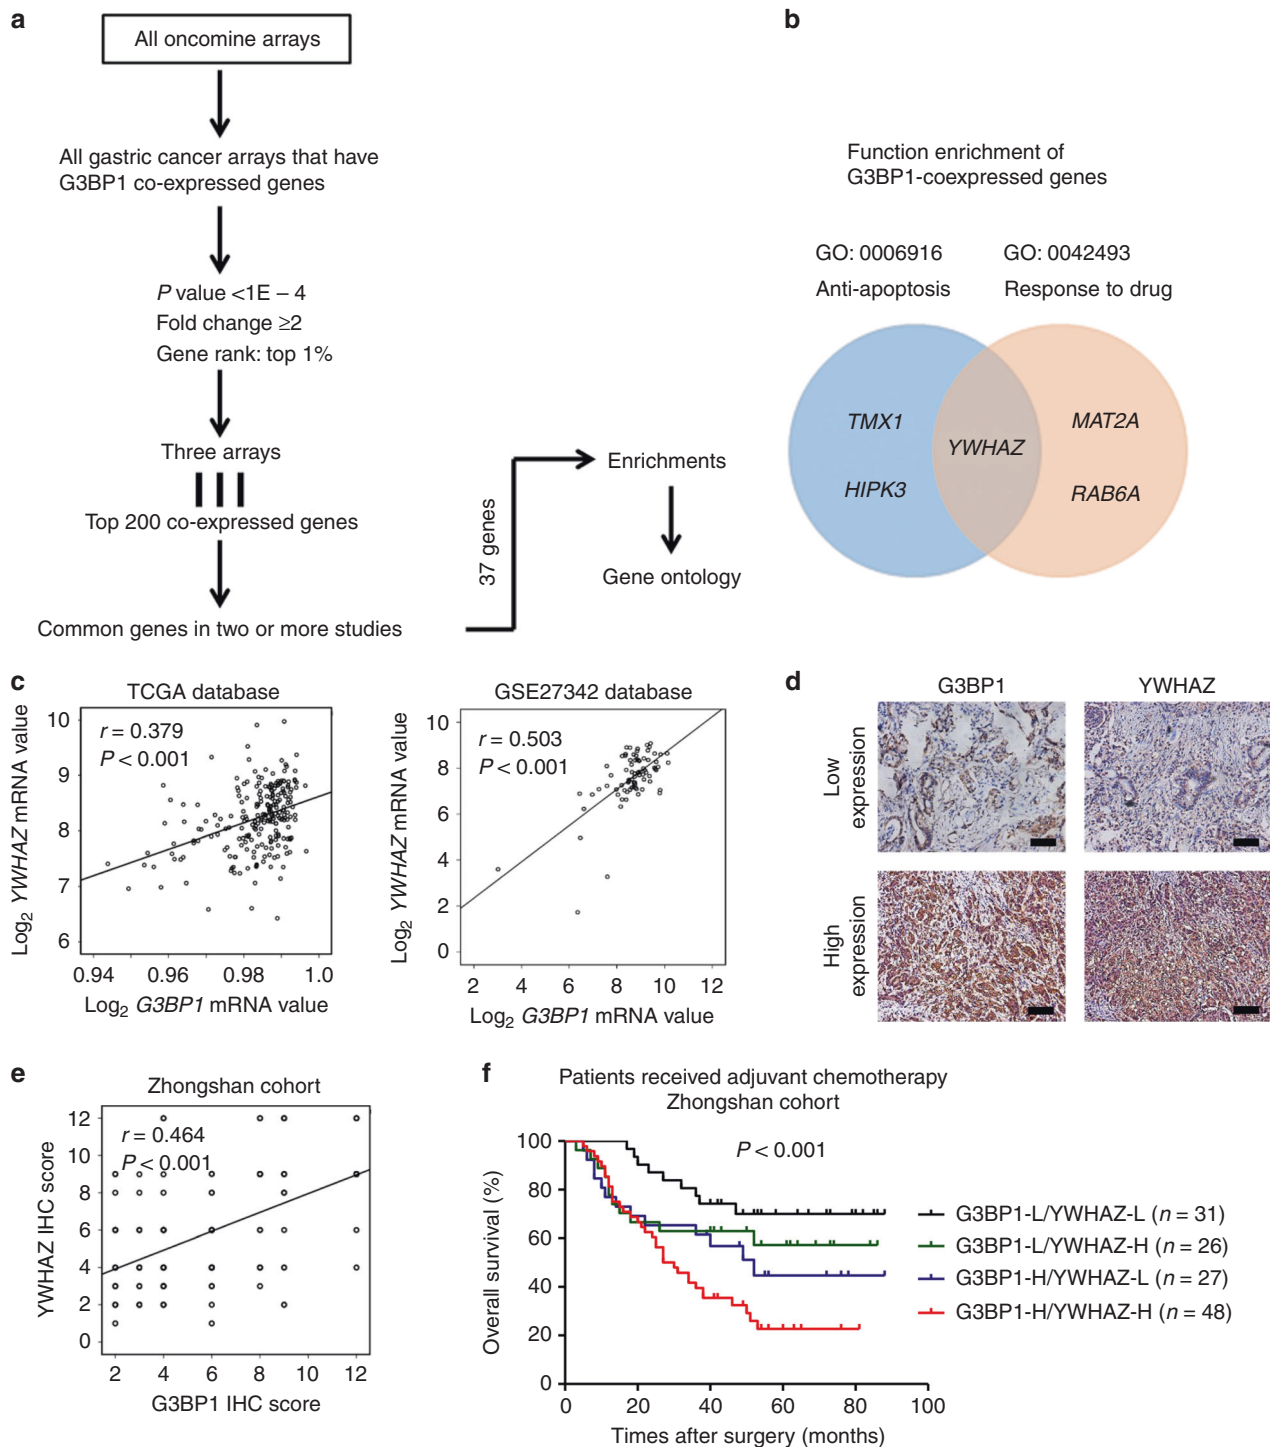 a
All oncomine arrays
All gastric cancer arrays that have
G3BP1 co-expressed genes
P value <1E – 4
Fold change ≥2
Gene rank: top 1%
Three arrays
Top 200 co-expressed genes
Common genes in two or more studies
37 genes
Enrichments
Gene ontology
b
Function enrichment of
G3BP1-coexpressed genes
GO: 0006916
Anti-apoptosis
GO: 0042493
Response to drug
TMX1
HIPK3
YWHAZ
MAT2A
RAB6A
c
TCGA database
r = 0.379
P < 0.001
Log2 YWHAZ mRNA value
10
9
8
7
6
0.94 0.96 0.98 1.0
Log2 G3BP1 mRNA value
GSE27342 database
r = 0.503
P < 0.001
Log2 YWHAZ mRNA value
10
8
6
4
2
0
2 4 6 8 10 12
Log2 G3BP1 mRNA value
d
G3BP1 YWHAZ
Low
expression
High
expression
e
Zhongshan cohort
r = 0.464
P < 0.001
YWHAZ IHC score
12
10
8
6
4
2
0
2 4 6 8 10 12
G3BP1 IHC score
f
Patients received adjuvant chemotherapy
Zhongshan cohort
P < 0.001
Overall survival (%)
100
80
60
40
20
0
0 20 40 60 80 100
Times after surgery (months)
G3BP1-L/YWHAZ-L (n = 31)
G3BP1-L/YWHAZ-H (n = 26)
G3BP1-H/YWHAZ-L (n = 27)
G3BP1-H/YWHAZ-H (n = 48)